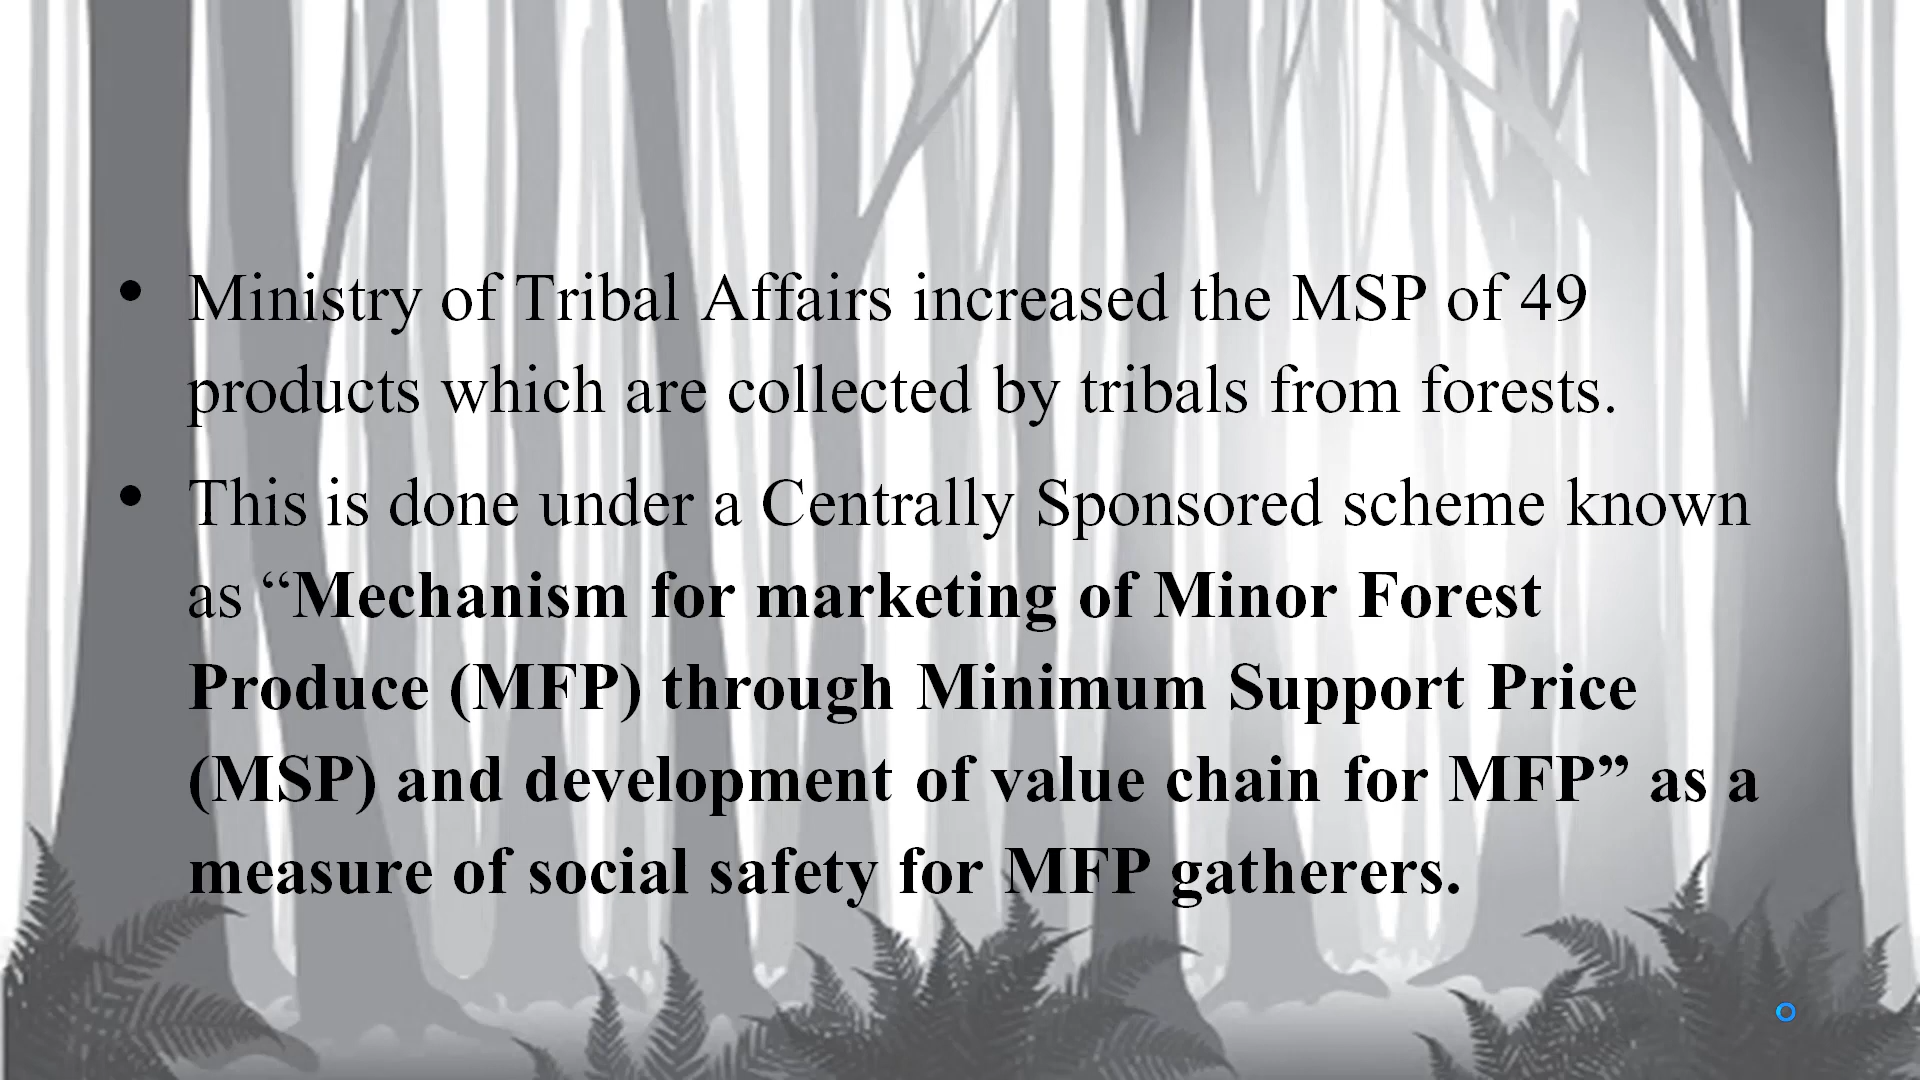 • Ministry of Tribal Affairs increased the MSP of 49
products which are collected by tribals from forests.
• This is done under a Centrally Sponsored scheme known
as “Mechanism for marketing of Minor Forest
Produce (MFP) through Minimum Support Price
(MSP) and development of value chain for MFP” as a
measure of social safety for MFP gatherers.